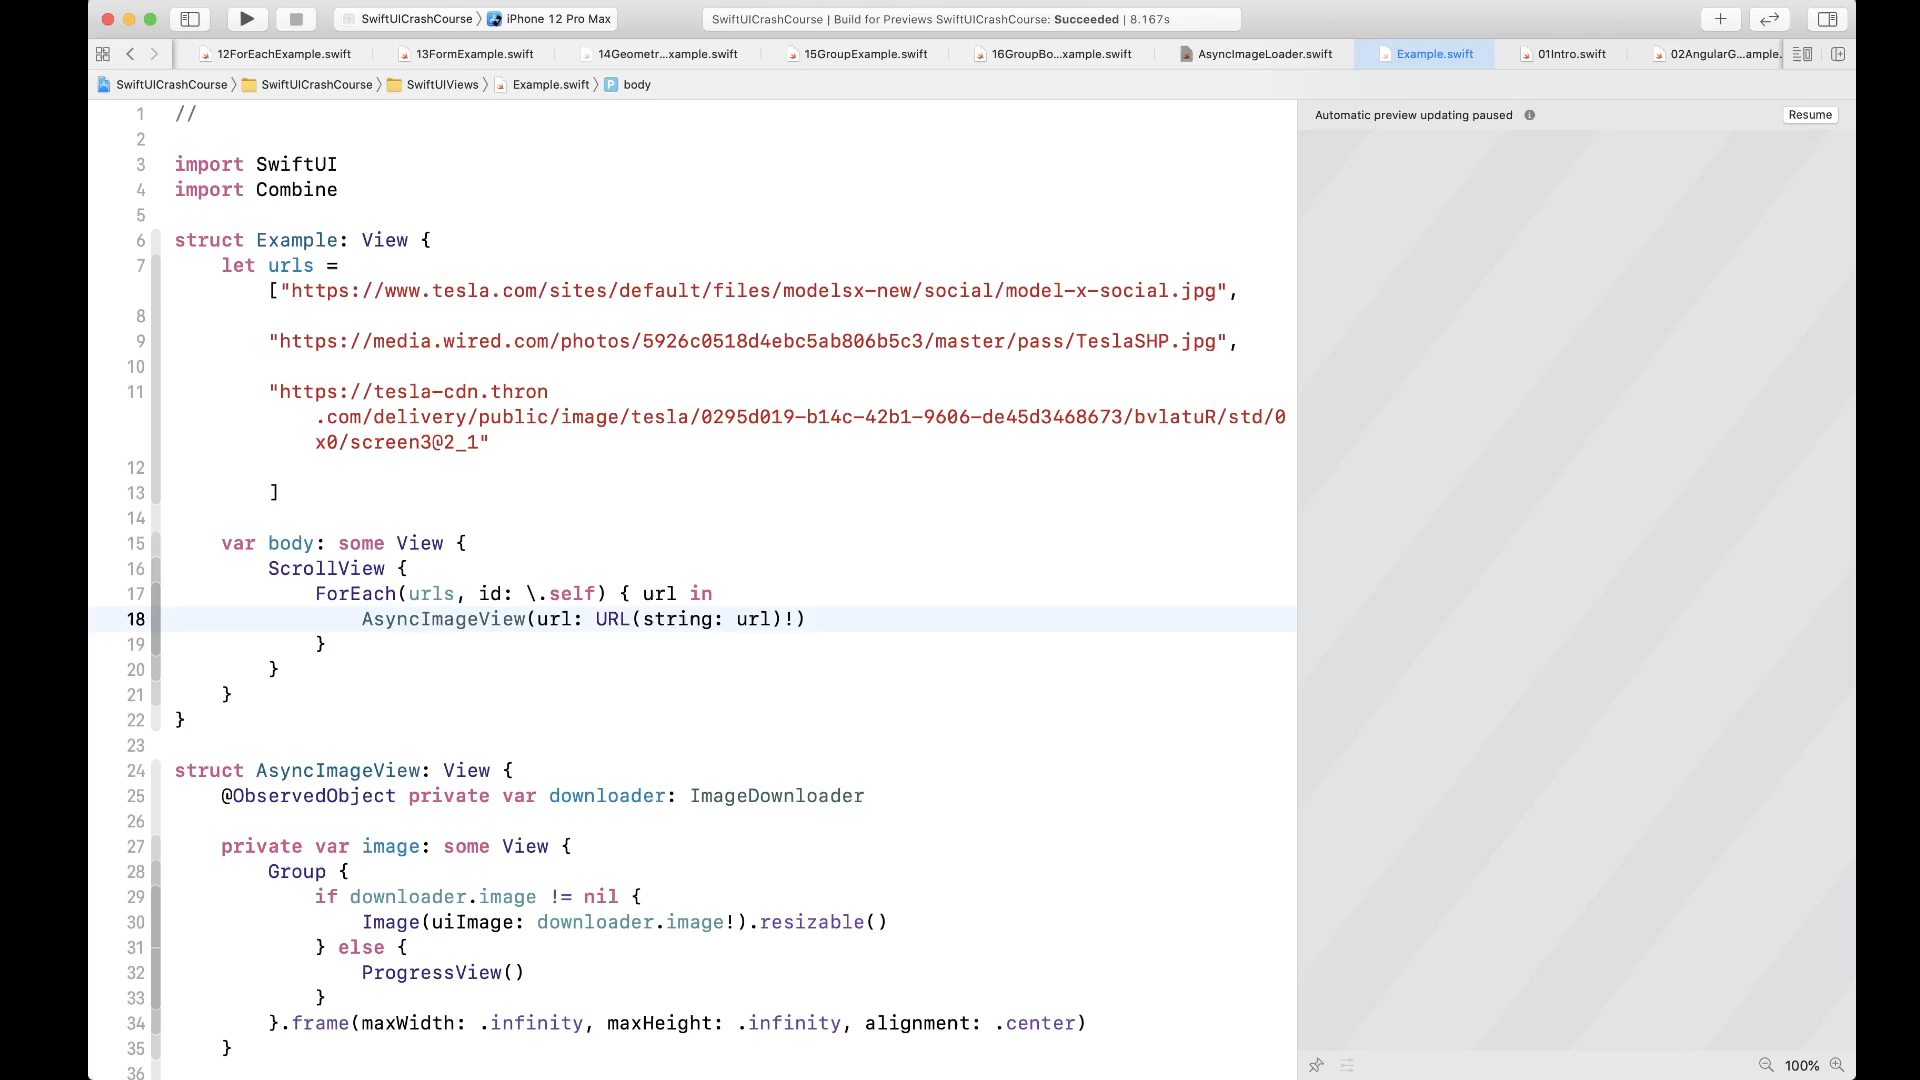 SwiftUICrashCourse 〉 iPhone 12 Pro Max
SwiftUICrashCourse | Build for Previews SwiftUICrashCourse: Succeeded | 8.167s
12ForEachExample.swift
13FormExample.swift
14Geometr...xample.swift
15GroupExample.swift
16GroupBo...xample.swift
AsyncImageLoader.swift
Example.swift
01Intro.swift
02AngularG...ample.
SwiftUICrashCourse 〉 SwiftUICrashCourse 〉 SwiftUIViews 〉 Example.swift 〉 P body
1 //
2
3 import SwiftUI
4 import Combine
5
6 struct Example: View {
7 let urls =
["https://www.tesla.com/sites/default/files/modelsx-new/social/model-x-social.jpg",
8
9 "https://media.wired.com/photos/5926c0518d4ebc5ab806b5c3/master/pass/TeslaSHP.jpg",
10
11 "https://tesla-cdn.thron
.com/delivery/public/image/tesla/0295d019-b14c-42b1-9606-de45d3468673/bvlatuR/std/0
x0/screen3@2_1"
12
13 ]
14
15 var body: some View {
16 ScrollView {
17 ForEach(urls, id: \.self) { url in
18 AsyncImageView(url: URL(string: url)!)
19 }
20 }
21 }
22 }
23
24 struct AsyncImageView: View {
25 @ObservedObject private var downloader: ImageDownloader
26
27 private var image: some View {
28 Group {
29 if downloader.image != nil {
30 Image(uiImage: downloader.image!).resizable()
31 } else {
32 ProgressView()
33 }
34 }.frame(maxWidth: .infinity, maxHeight: .infinity, alignment: .center)
35 }
36
Automatic preview updating paused
Resume
100%